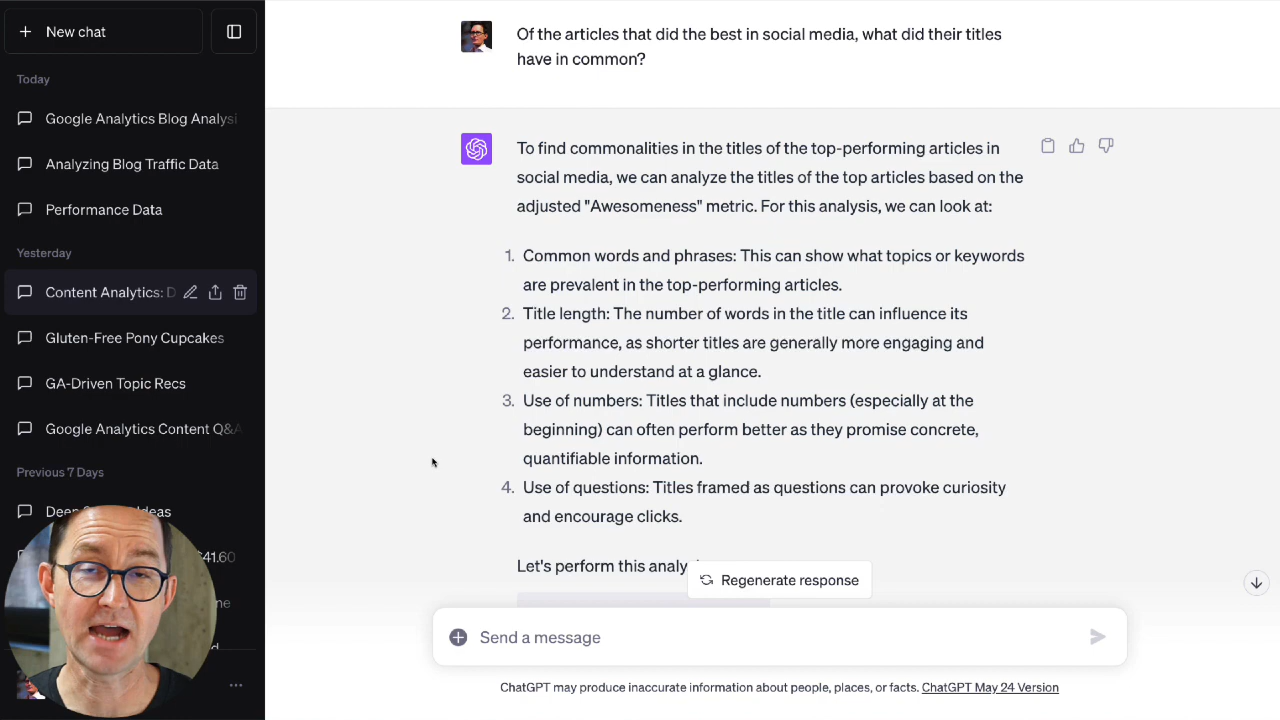 New chat
Today
Google Analytics Blog Analysi
Analyzing Blog Traffic Data
Performance Data
Yesterday
Content Analytics: D
Gluten-Free Pony Cupcakes
GA-Driven Topic Recs
Google Analytics Content Q&A
Previous 7 Days
Deep
Ideas
$41.60
me
d
Of the articles that did the best in social media, what did their titles
have in common?
To find commonalities in the titles of the top-performing articles in
social media, we can analyze the titles of the top articles based on the
adjusted "Awesomeness" metric. For this analysis, we can look at:
1. Common words and phrases: This can show what topics or keywords
are prevalent in the top-performing articles.
2. Title length: The number of words in the title can influence its
performance, as shorter titles are generally more engaging and
easier to understand at a glance.
3. Use of numbers: Titles that include numbers (especially at the
beginning) can often perform better as they promise concrete,
quantifiable information.
4. Use of questions: Titles framed as questions can provoke curiosity
and encourage clicks.
Let's perform this analy
Regenerate response
Send a message
ChatGPT may produce inaccurate information about people, places, or facts. ChatGPT May 24 Version